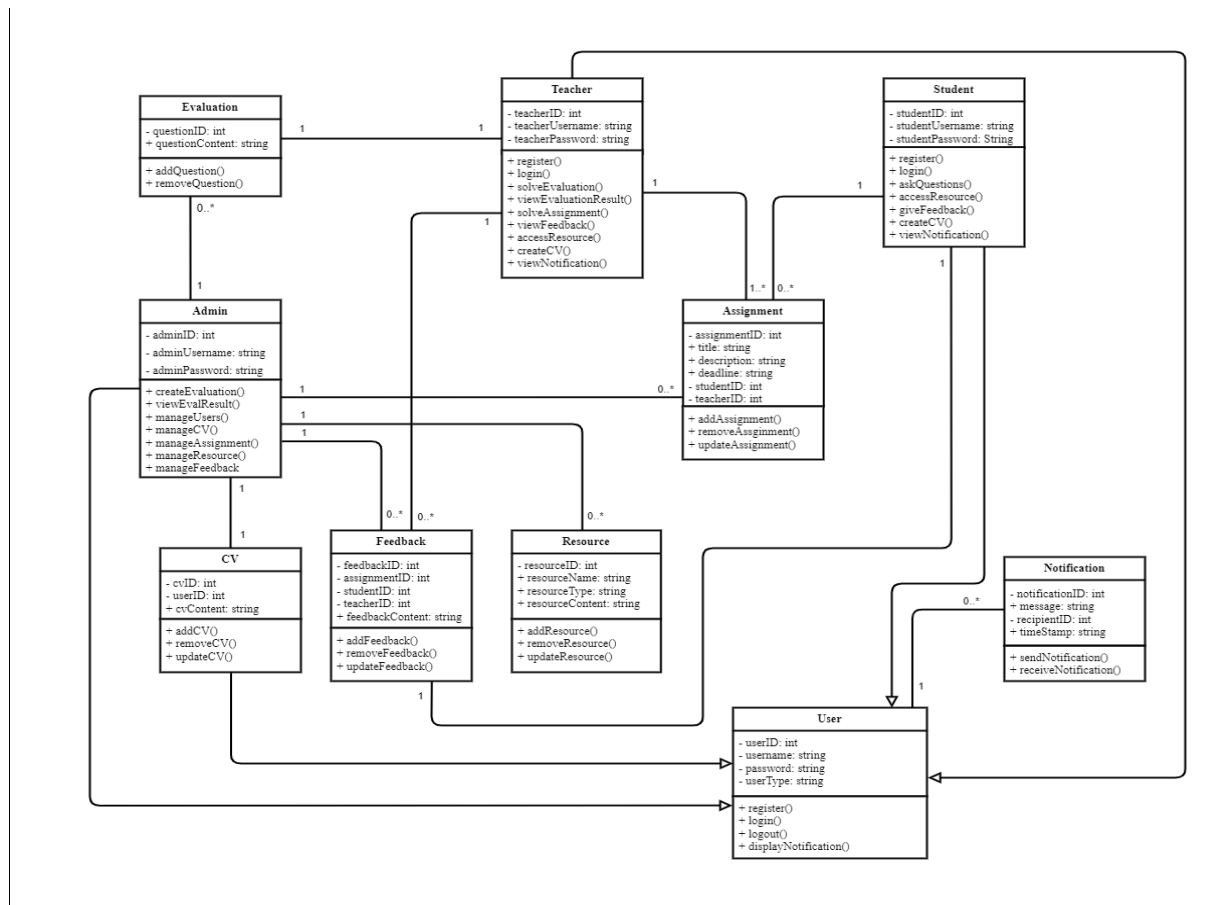 Teacher
- teacherID: int
- teacherUsername: string
- teacherPassword: string
+ register()
+ login()
+ solveEvaluation()
+ viewEvaluationResult()
+ solveAssignment()
+ viewFeedback()
+ accessResource()
+ createCV()
+ viewNotification()
Student
- studentID: int
- studentUsername: string
- studentPassword: String
+ register()
+ login()
+ askQuestions()
+ accessResource()
+ giveFeedback()
+ createCV()
+ viewNotification()
Evaluation
- questionID: int
+ questionContent: string
+ addQuestion()
+ removeQuestion()
1
1
0..*
1
1
1
1
1..*
0..*
1
Admin
- adminID: int
- adminUsername: string
- adminPassword: string
+ createEvaluation()
+ viewEvalResult()
+ manageUsers()
+ manageCV()
+ manageAssignment()
+ manageResource()
+ manageFeedback
Assignment
- assignmentID: int
+ title: string
+ description: string
+ deadline: string
- studentID: int
- teacherID: int
+ addAssignment()
+ removeAssginment()
+ updateAssignment()
1
0..*
1
1
1
1
0..*
0..*
0..*
CV
- cvID: int
- userID: int
+ cvContent: string
+ addCV()
+ removeCV()
+ updateCV()
Feedback
- feedbackID: int
- assignmentID: int
- studentID: int
- teacherID: int
+ feedbackContent: string
+ addFeedback()
+ removeFeedback()
+ updateFeedback()
Resource
- resourceID: int
+ resourceName: string
+ resourceType: string
+ resourceContent: string
+ addResource()
+ removeResource()
+ updateResource()
Notification
- notificationID: int
+ message: string
- recipientID: int
+ timeStamp: string
+ sendNotification()
+ receiveNotification()
0..*
1
1
User
- userID: int
- username: string
- password: string
- userType: string
+ register()
+ login()
+ logout()
+ displayNotification()